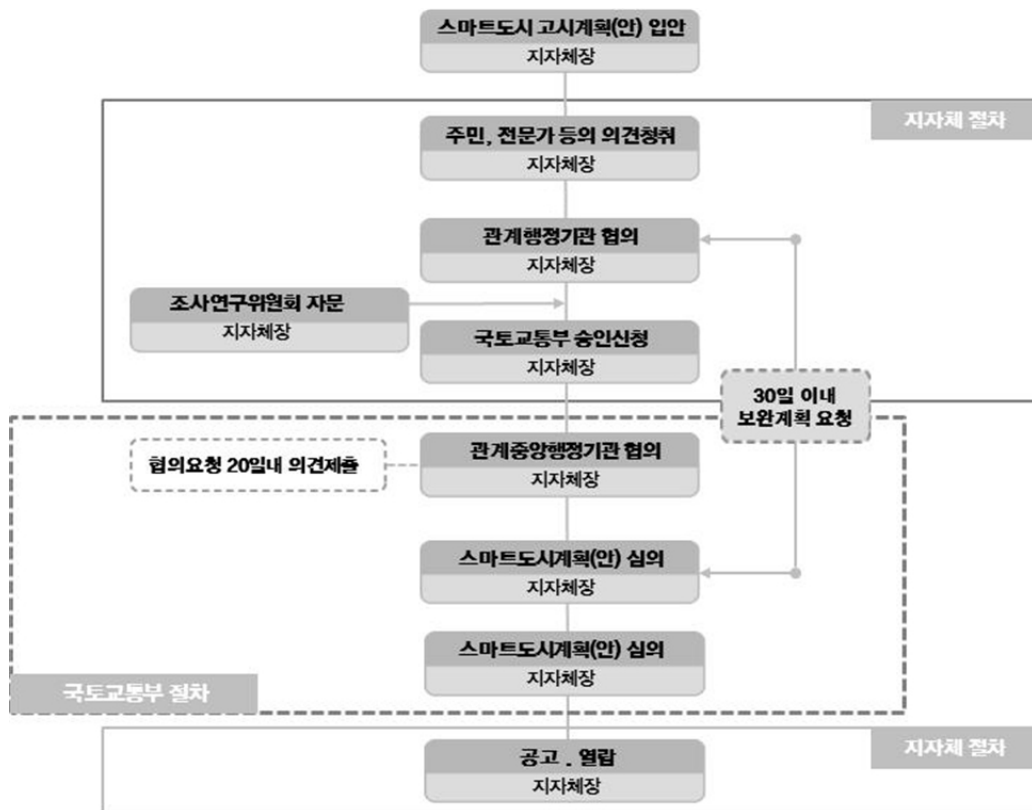 스마트도시 고시계획(안) 입안
지자체장
지자체 절차
주민, 전문가 등의 의견청취
지자체장
관계행정기관 협의
지자체장
조사연구위원회 자문
지자체장
국토교통부 승인신청
지자체장
30일 이내
보완계획 요청
관계중앙행정기관 협의
지자체장
협의요청 20일내 의견제출
스마트도시계획(안) 심의
지자체장
스마트도시계획(안) 심의
지자체장
국토교통부 절차
지자체 절차
공고 . 열람
지자체장